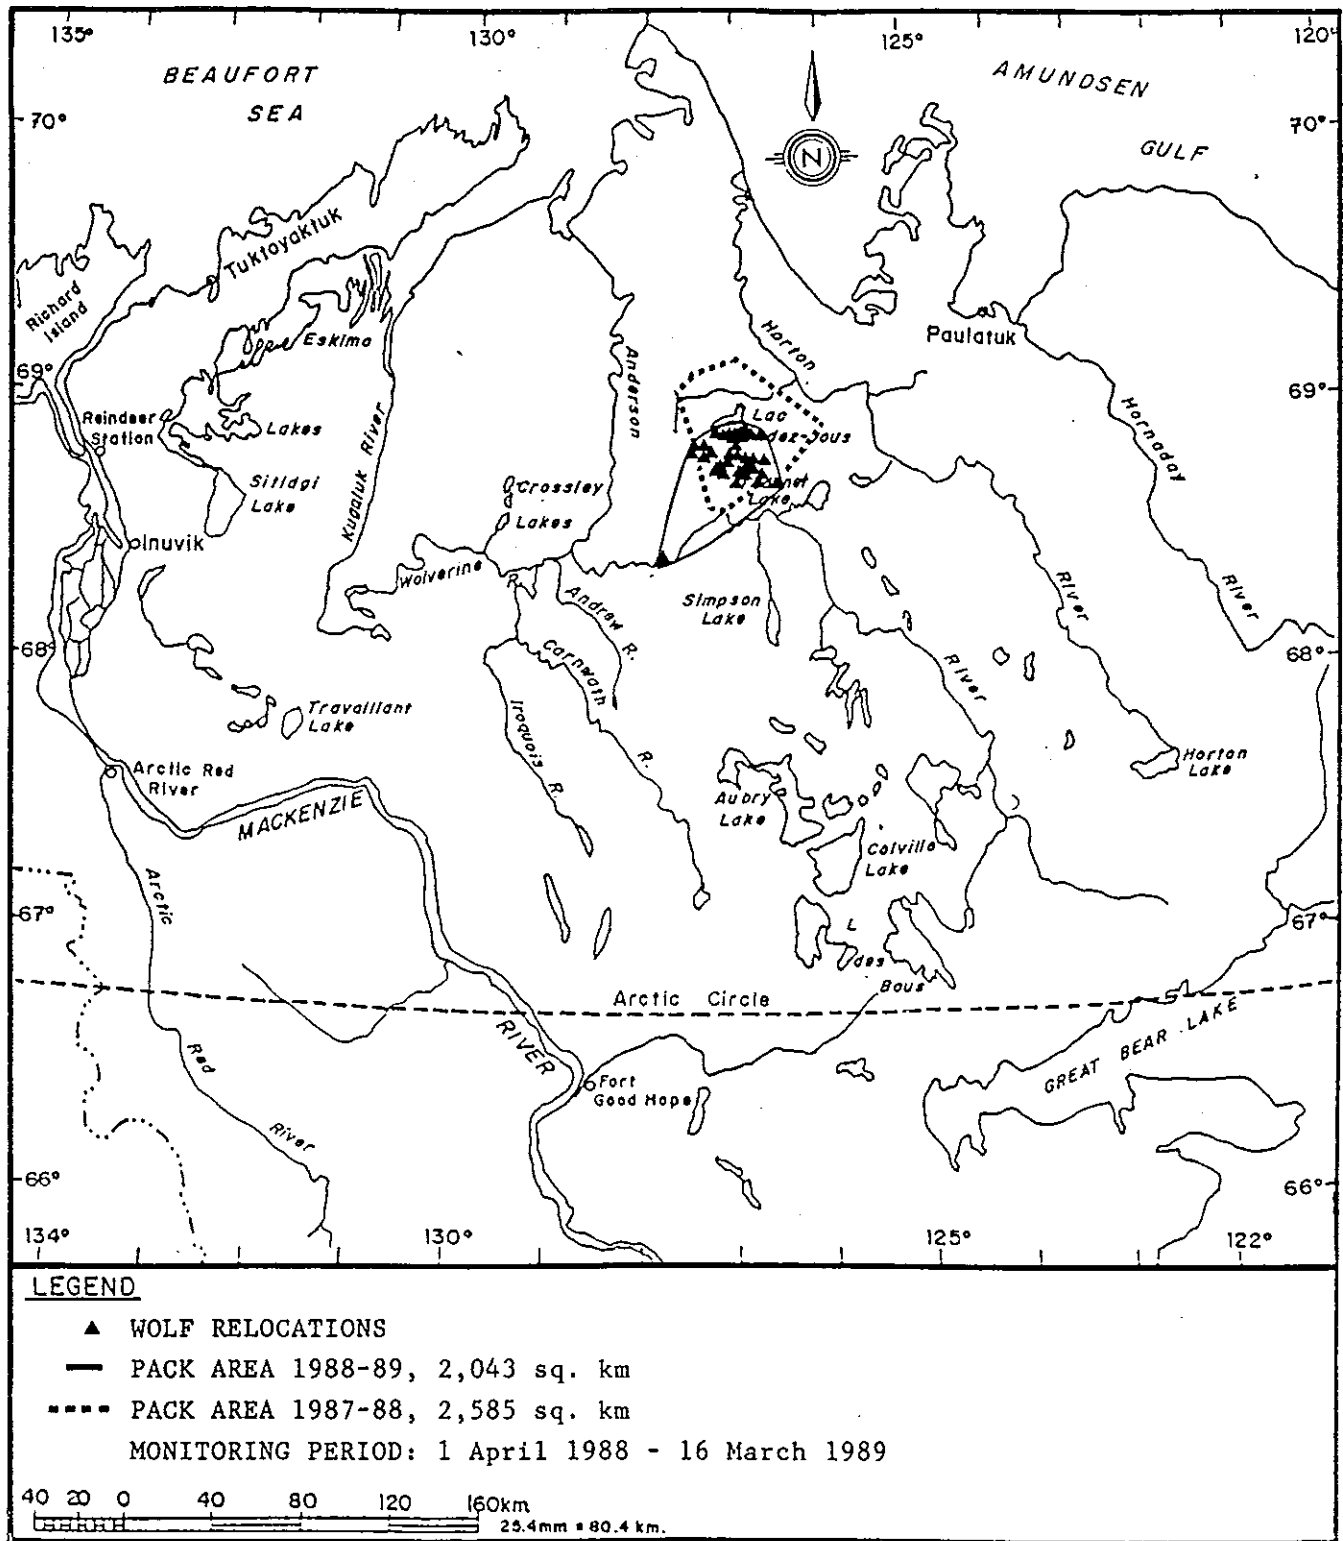 135°
130°
125°
120°
BEAUFORT
SEA
AMUNDSEN
GULF
70°
70°
N
Tuktoyaktuk
Richard
Island
Eskimo
Lakes
Paulatuk
Horton
Anderson
69°
69°
Reindeer
Station
Lac
dez-Vous
Hornaday
Sitidgi
Lake
Kugaluk River
Crossley
Lakes
Lake
Inuvik
Wolverine
R.
Andrew R.
Simpson
Lake
River
River
68°
68°
Carnwath
R.
River
Iroquois R.
Travaillant
Lake
Horton
Lake
Arctic Red
River
MACKENZIE
Aubry
Lake
Colville
Lake
Arctic
67°
67°
L
des
Bous
Arctic Circle
RIVER
Red
River
GREAT BEAR LAKE
Fort
Good Hope
66°
66°
134°
130°
125°
122°
LEGEND
▲ WOLF RELOCATIONS
PACK AREA 1988-89, 2,043 sq. km
PACK AREA 1987-88, 2,585 sq. km
MONITORING PERIOD: 1 April 1988 - 16 March 1989
40 20 0 40 80 120 160km
25.4mm = 80.4 km.